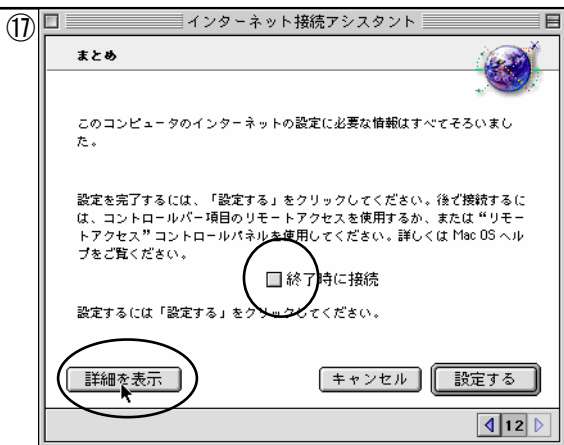 ⑰
インターネット接続アシスタント
まとめ
このコンピュータのインターネットの設定に必要な情報はすべてそろいまし
た。
設定を完了するには、「設定する」をクリックしてください。後で接続するに
は、コントロールバー項目のリモートアクセスを使用するか、または“リモー
トアクセス”コントロールパネルを使用してください。詳しくは Mac OS ヘル
プをご覧ください。
終了時に接続
設定するには「設定する」をクリックしてください。
詳細を表示
キャンセル
設定する
12